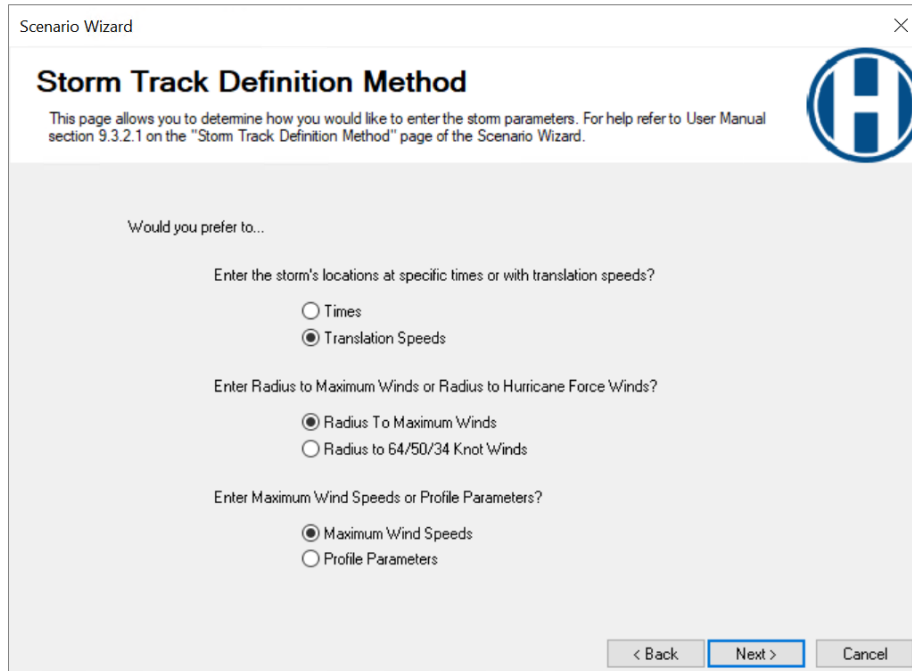 Scenario Wizard
Storm Track Definition Method
This page allows you to determine how you would like to enter the storm parameters. For help refer to User Manual
section 9.3.2.1 on the "Storm Track Definition Method" page of the Scenario Wizard.
Would you prefer to...
Enter the storm's locations at specific times or with translation speeds?
Times
Translation Speeds
Enter Radius to Maximum Winds or Radius to Hurricane Force Winds?
Radius To Maximum Winds
Radius to 64/50/34 Knot Winds
Enter Maximum Wind Speeds or Profile Parameters?
Maximum Wind Speeds
Profile Parameters
< Back Next > Cancel